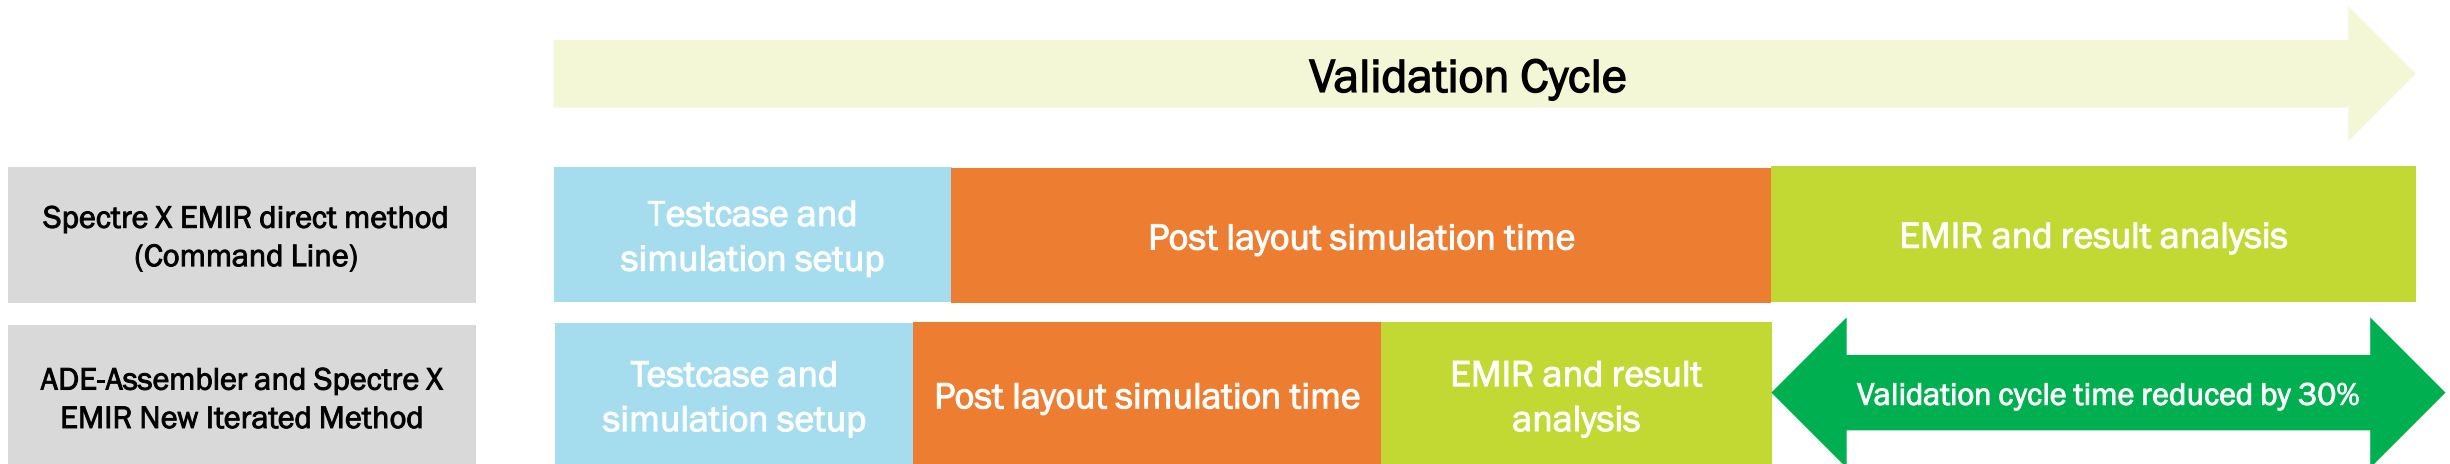 Validation Cycle
Spectre X EMIR direct method
(Command Line)
Testcase and
simulation setup
Post layout simulation time
EMIR and result analysis
ADE-Assembler and Spectre X
EMIR New Iterated Method
Testcase and
simulation setup
Post layout simulation time
EMIR and result
analysis
Validation cycle time reduced by 30%